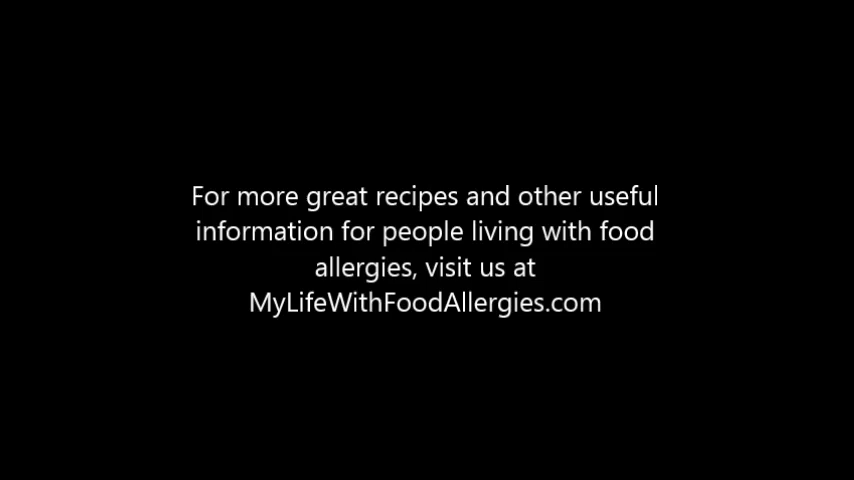 For more great recipes and other useful
information for people living with food
allergies, visit us at
MyLifeWithFoodAllergies.com